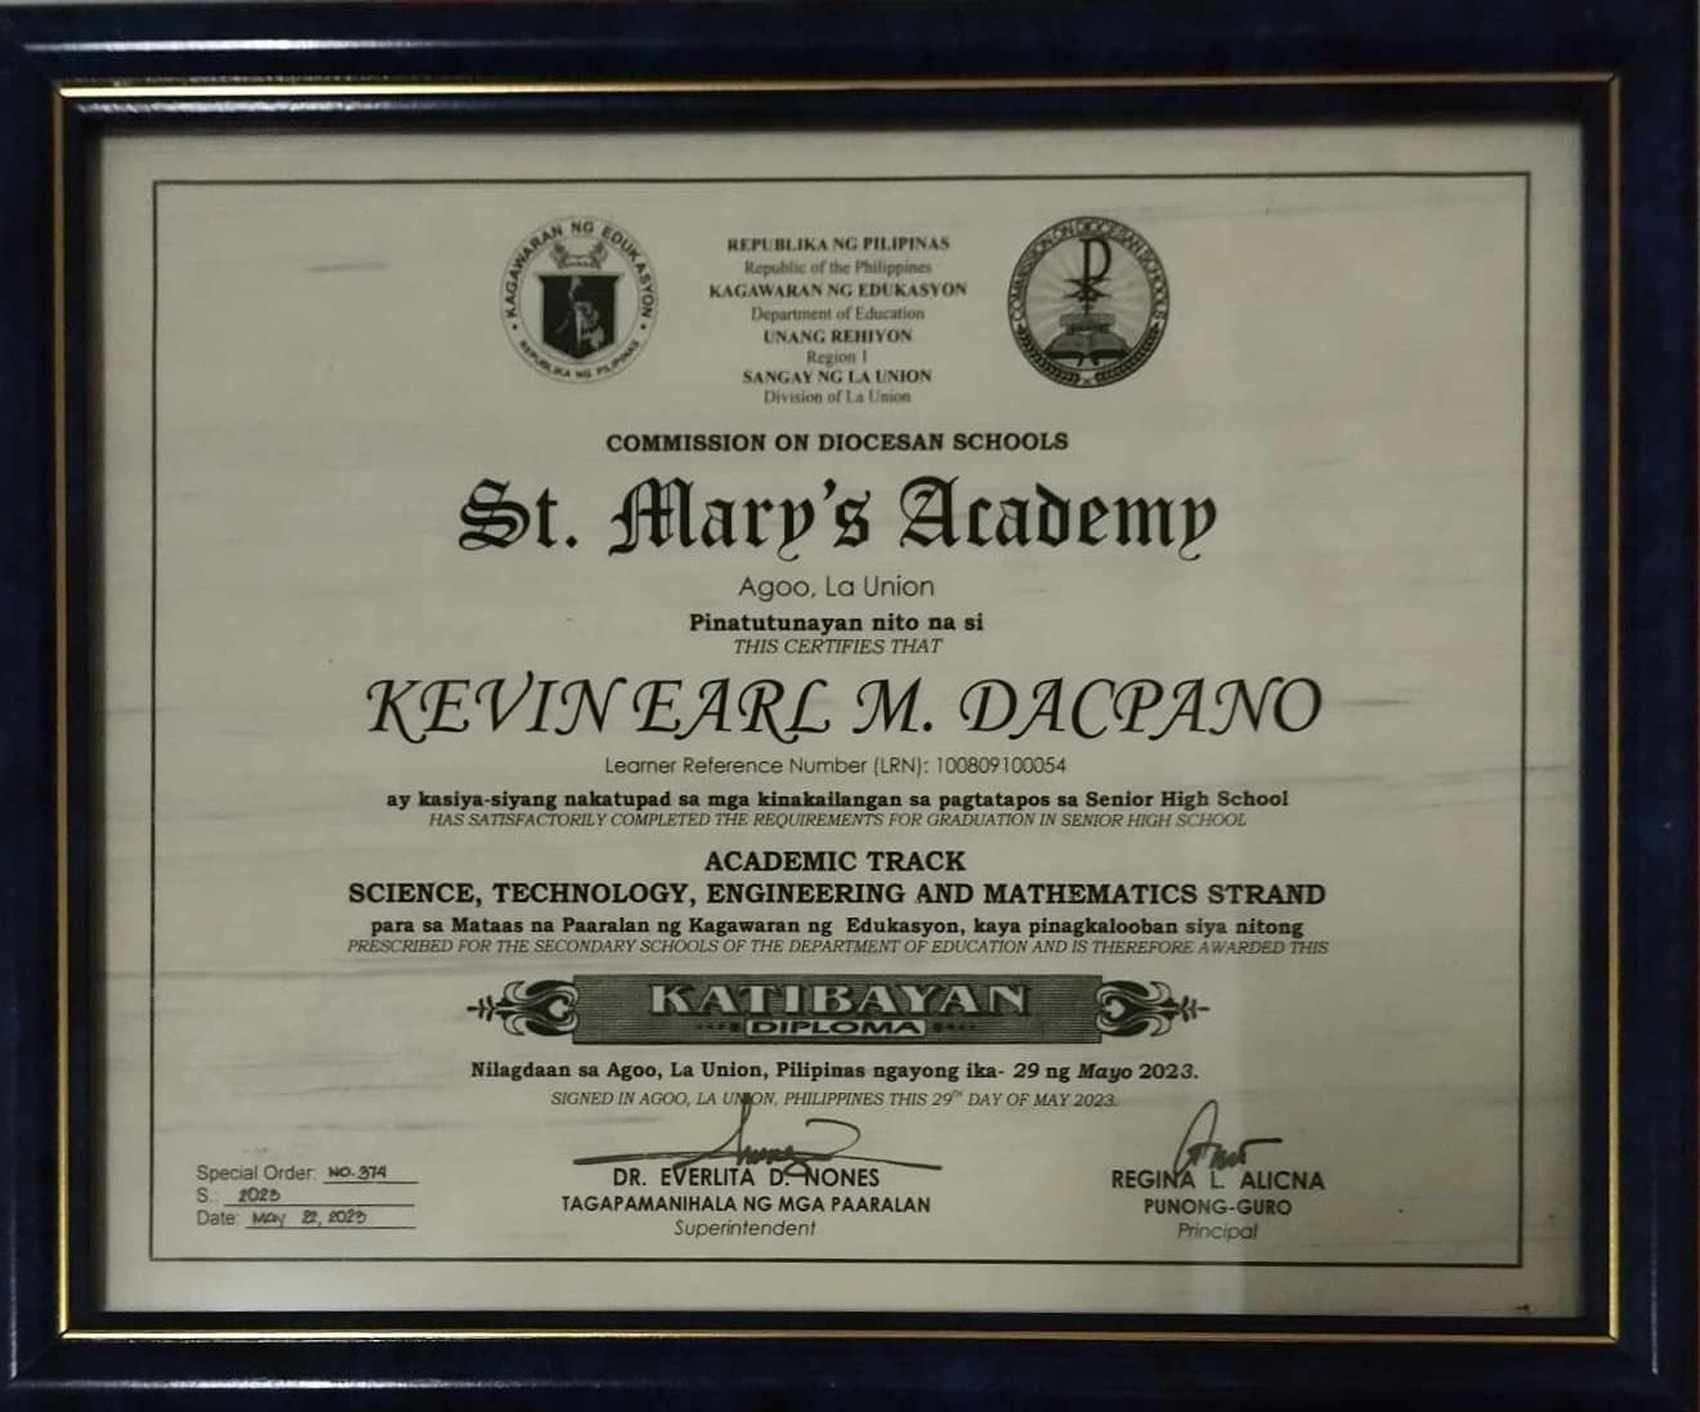 KAGAWARAN NG EDUKASYON
REPUBLIKA NG PILIPINAS
REPUBLIKA NG PILIPINAS
Republic of the Philippines
KAGAWARAN NG EDUKASYON
Department of Education
UNANG REHIYON
Region I
SANGAY NG LA UNION
Division of La Union
COMMISSION ON DIOCESAN SCHOOLS
COMMISSION ON DIOCESAN SCHOOLS
St. Mary's Academy
Agoo, La Union
Pinatutunayan nito na si
THIS CERTIFIES THAT
KEVIN EARL M. DACPANO
Learner Reference Number (LRN): 100809100054
ay kasiya-siyang nakatupad sa mga kinakailangan sa pagtatapos sa Senior High School
HAS SATISFACTORILY COMPLETED THE REQUIREMENTS FOR GRADUATION IN SENIOR HIGH SCHOOL
ACADEMIC TRACK
SCIENCE, TECHNOLOGY, ENGINEERING AND MATHEMATICS STRAND
para sa Mataas na Paaralan ng Kagawaran ng Edukasyon, kaya pinagkalooban siya nitong
PRESCRIBED FOR THE SECONDARY SCHOOLS OF THE DEPARTMENT OF EDUCATION AND IS THEREFORE AWARDED THIS
KATIBAYAN
DIPLOMA
Nilagdaan sa Agoo, La Union, Pilipinas ngayong ika- 29 ng Mayo 2023.
SIGNED IN AGOO, LA UNION, PHILIPPINES THIS 29TH DAY OF MAY 2023.
Special Order: NO. 374
S.: 2023
Date: MAY 22, 2023
DR. EVERLITA D. NONES
TAGAPAMANIHALA NG MGA PAARALAN
Superintendent
REGINA L. ALICNA
PUNONG-GURO
Principal